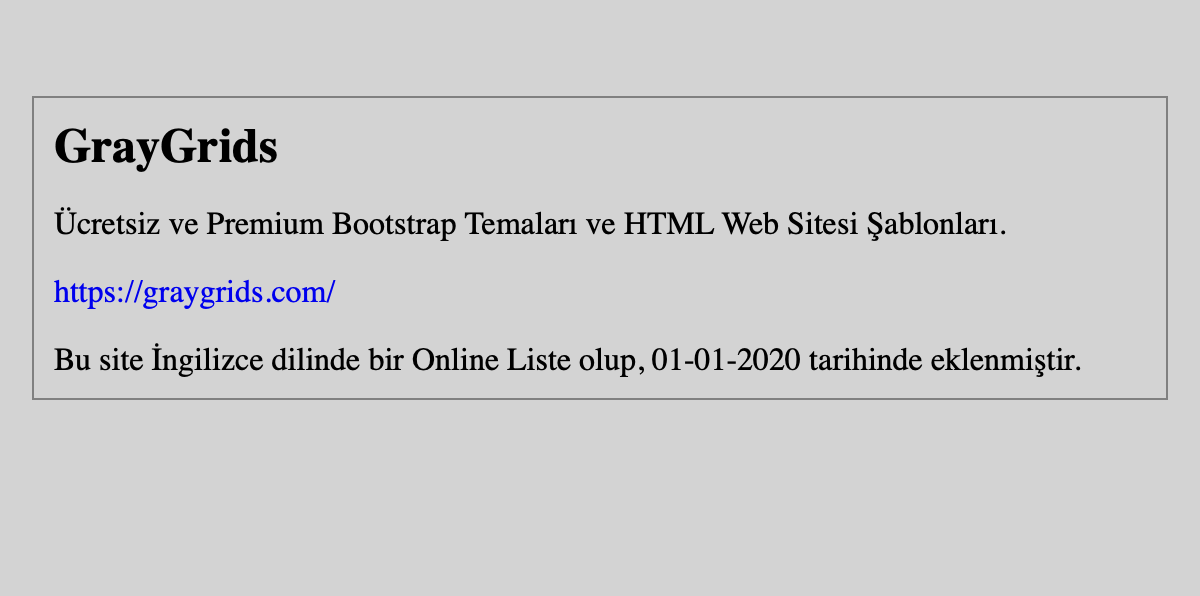 GrayGrids
Ücretsiz ve Premium Bootstrap Temaları ve HTML Web Sitesi Şablonları.
https://graygrids.com/
Bu site İngilizce dilinde bir Online Liste olup, 01-01-2020 tarihinde eklenmiştir.